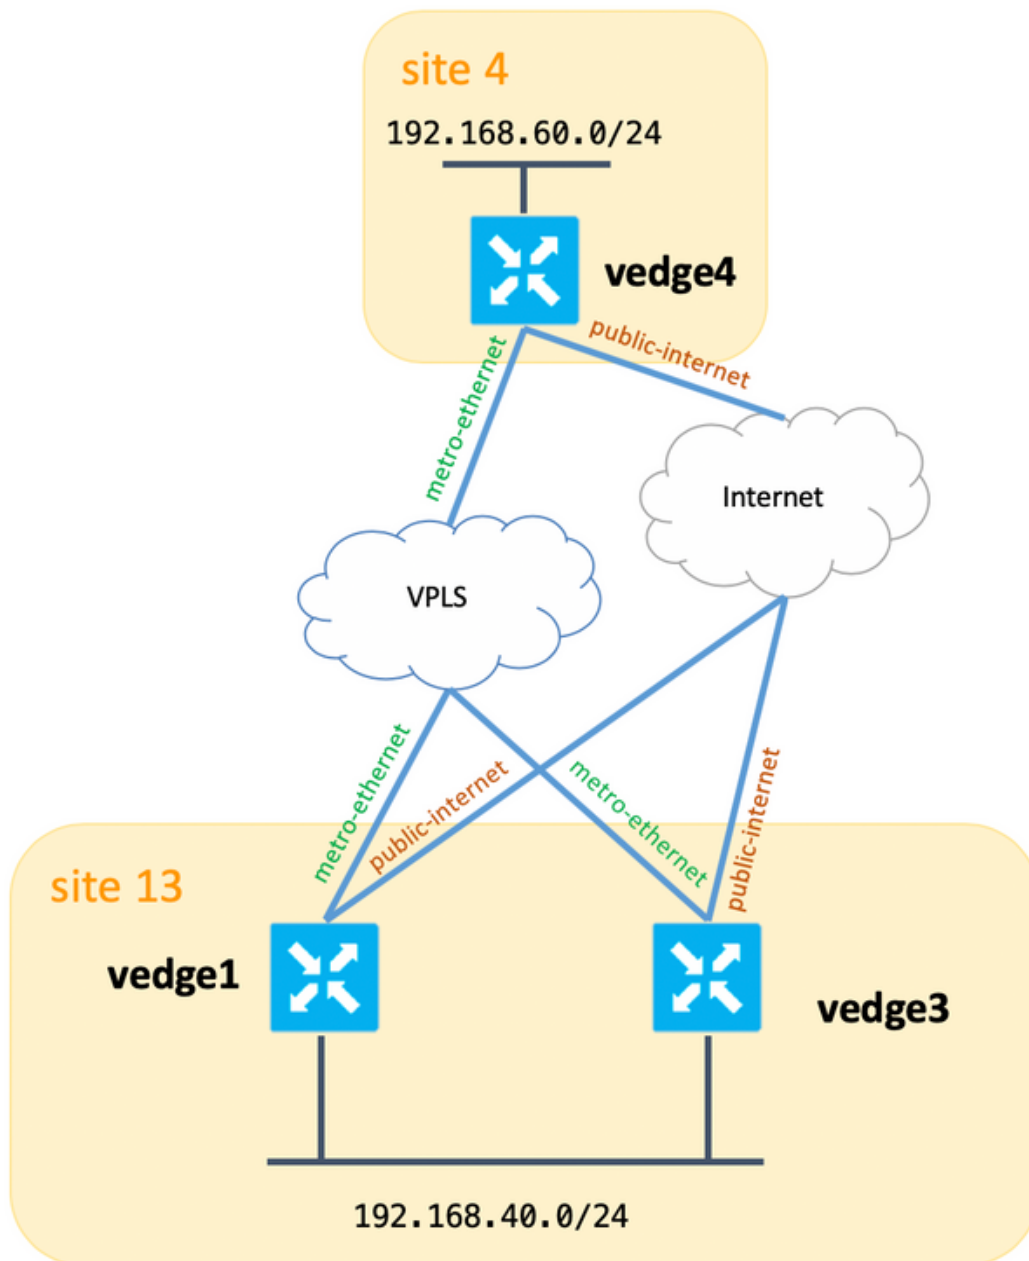 site 4
192.168.60.0/24
vedge4
public-internet
metro-ethernet
Internet
VPLS
metro-ethernet
public-internet
metro-ethernet
public-internet
site 13
vedge1
vedge3
192.168.40.0/24